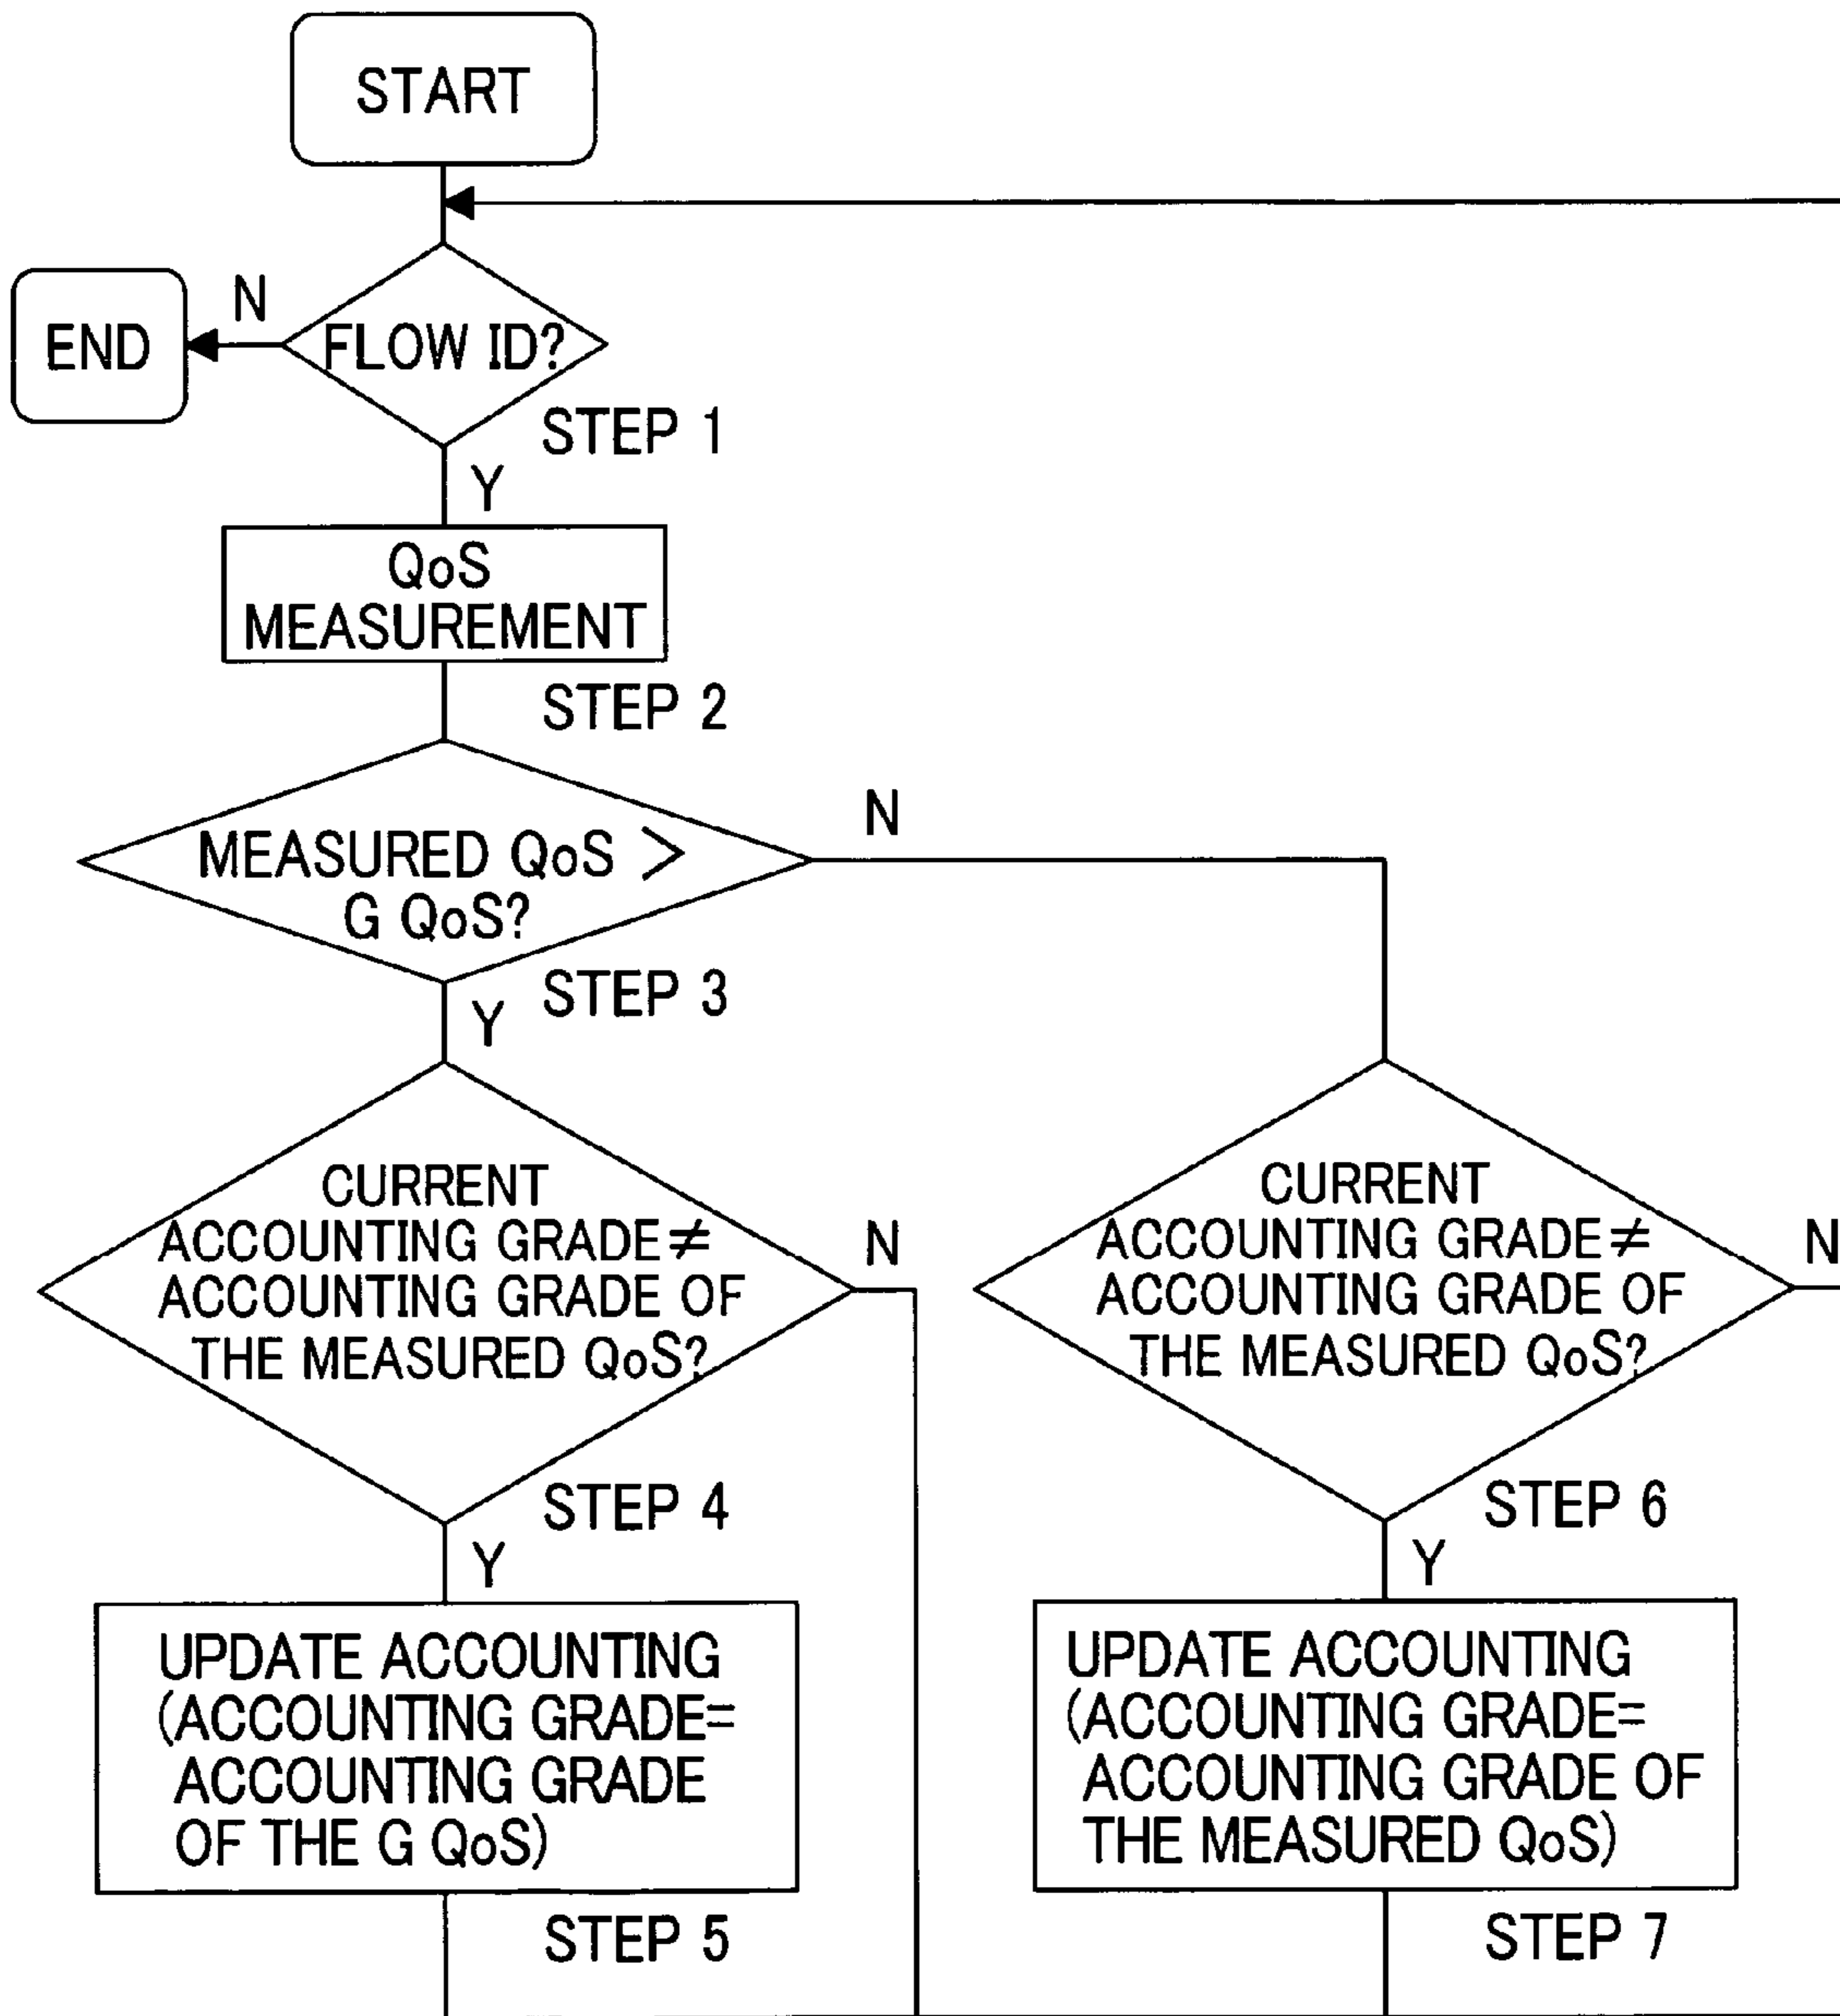 START
FLOW ID?
N
END
STEP 1
Y
QoS
MEASUREMENT
STEP 2
MEASURED QoS >
G QoS?
N
STEP 3
Y
CURRENT
ACCOUNTING GRADE≠
ACCOUNTING GRADE OF
THE MEASURED QoS?
N
STEP 4
Y
UPDATE ACCOUNTING
(ACCOUNTING GRADE=
ACCOUNTING GRADE
OF THE G QoS)
STEP 5
CURRENT
ACCOUNTING GRADE≠
ACCOUNTING GRADE OF
THE MEASURED QoS?
N
STEP 6
Y
UPDATE ACCOUNTING
(ACCOUNTING GRADE=
ACCOUNTING GRADE OF
THE MEASURED QoS)
STEP 7